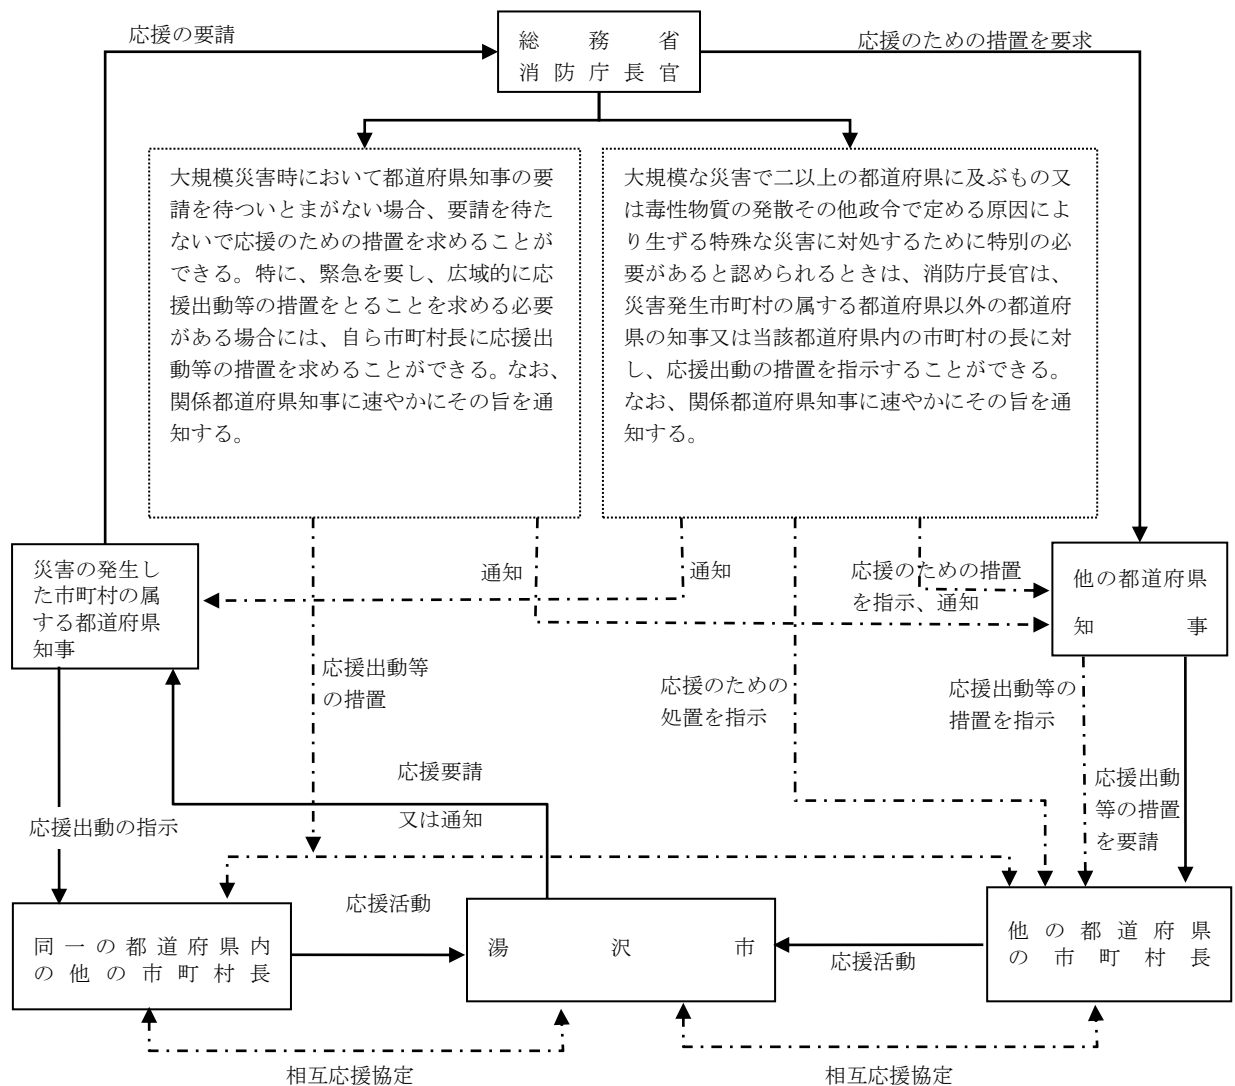 応援の要請
総務省
消防庁長官
応援のための措置を要求
大規模災害時において都道府県知事の要
請を待ついとまがない場合、要請を待た
ないで応援のための措置を求めることが
できる。特に、緊急を要し、広域的に応
援出動等の措置をとることを求める必要
がある場合には、自ら市町村長に応援出
動等の措置を求めることができる。なお、
関係都道府県知事に速やかにその旨を通
知する。
大規模な災害で二以上の都道府県に及ぶもの又
は毒性物質の発散その他政令で定める原因によ
り生ずる特殊な災害に対処するために特別の必
要があると認められるときは、消防庁長官は、
災害発生市町村の属する都道府県以外の都道府
県の知事又は当該都道府県内の市町村の長に対
し、応援出動の措置を指示することができる。
なお、関係都道府県知事に速やかにその旨を通
知する。
災害の発生し
た市町村の属
する都道府県
知事
通知
通知
応援のための措置
を指示、通知
他の都道府県
知事
応援出動等
の措置
応援のための
処置を指示
応援出動等の
措置を指示
応援要請
又は通知
応援出動
等の措置
を要請
応援出動の指示
応援活動
同一の都道府県内
の他の市町村長
湯沢市
応援活動
他の都道府県
の市町村長
相互応援協定
相互応援協定